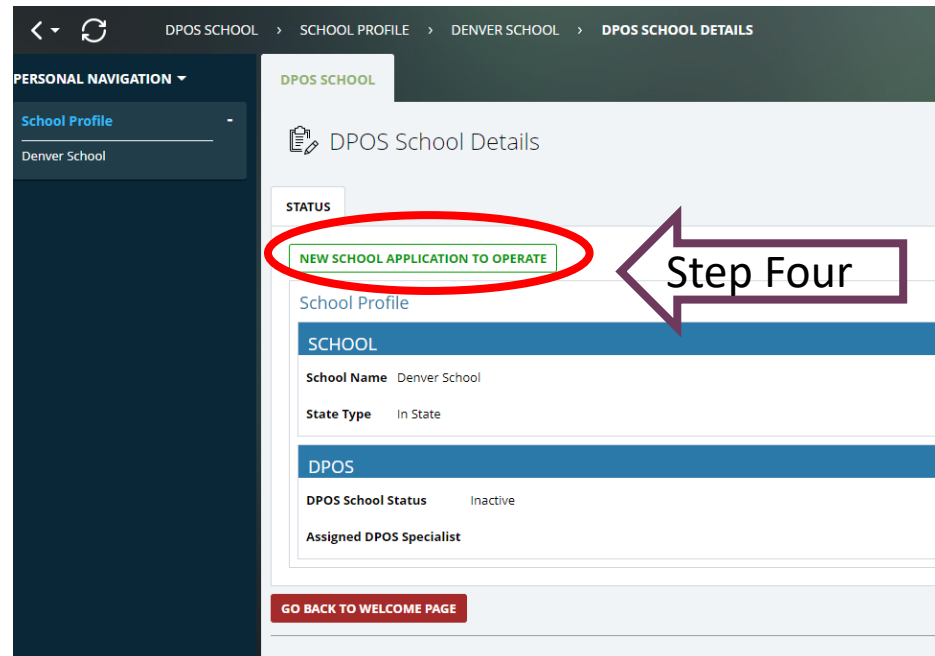 DPOS SCHOOL › SCHOOL PROFILE › DENVER SCHOOL › DPOS SCHOOL DETAILS
PERSONAL NAVIGATION
DPOS SCHOOL
School Profile -
Denver School
DPOS School Details
STATUS
NEW SCHOOL APPLICATION TO OPERATE
Step Four
School Profile
SCHOOL
School Name Denver School
State Type In State
DPOS
DPOS School Status Inactive
Assigned DPOS Specialist
GO BACK TO WELCOME PAGE